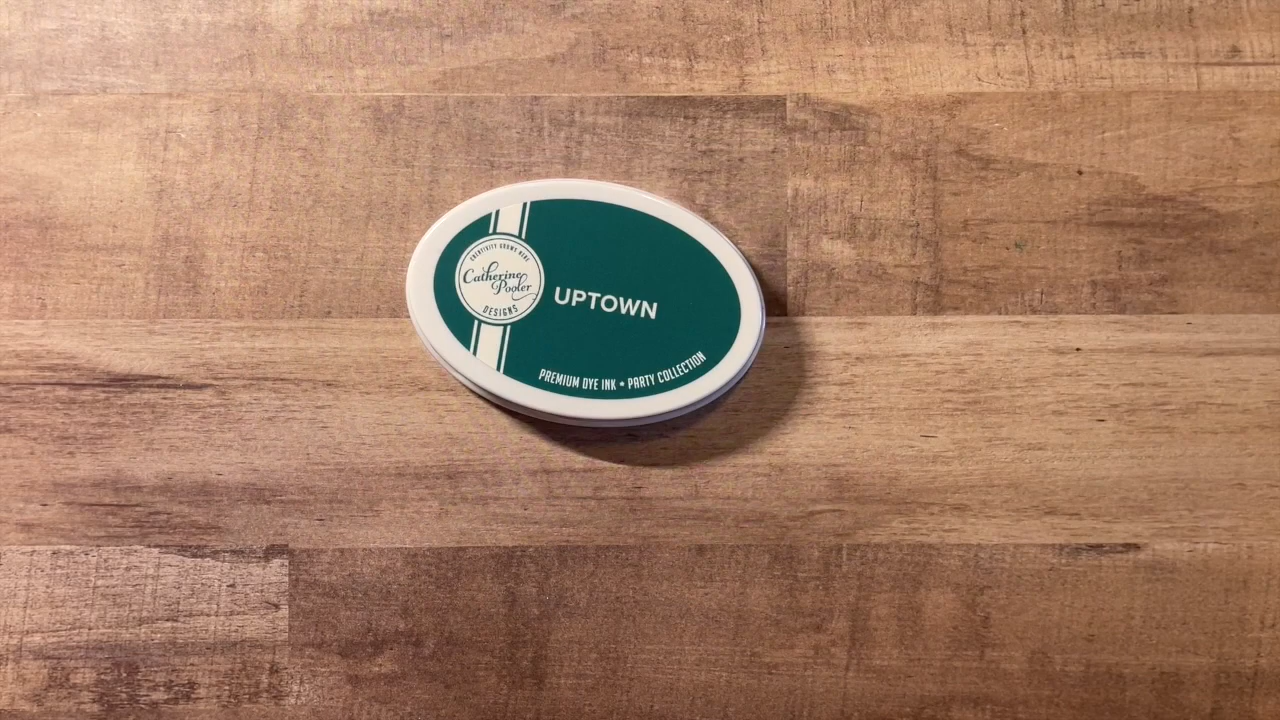 CREATIVITY GROWS HERE
Catherine
Pooler
DESIGNS
UPTOWN
PREMIUM DYE INK • PARTY COLLECTION